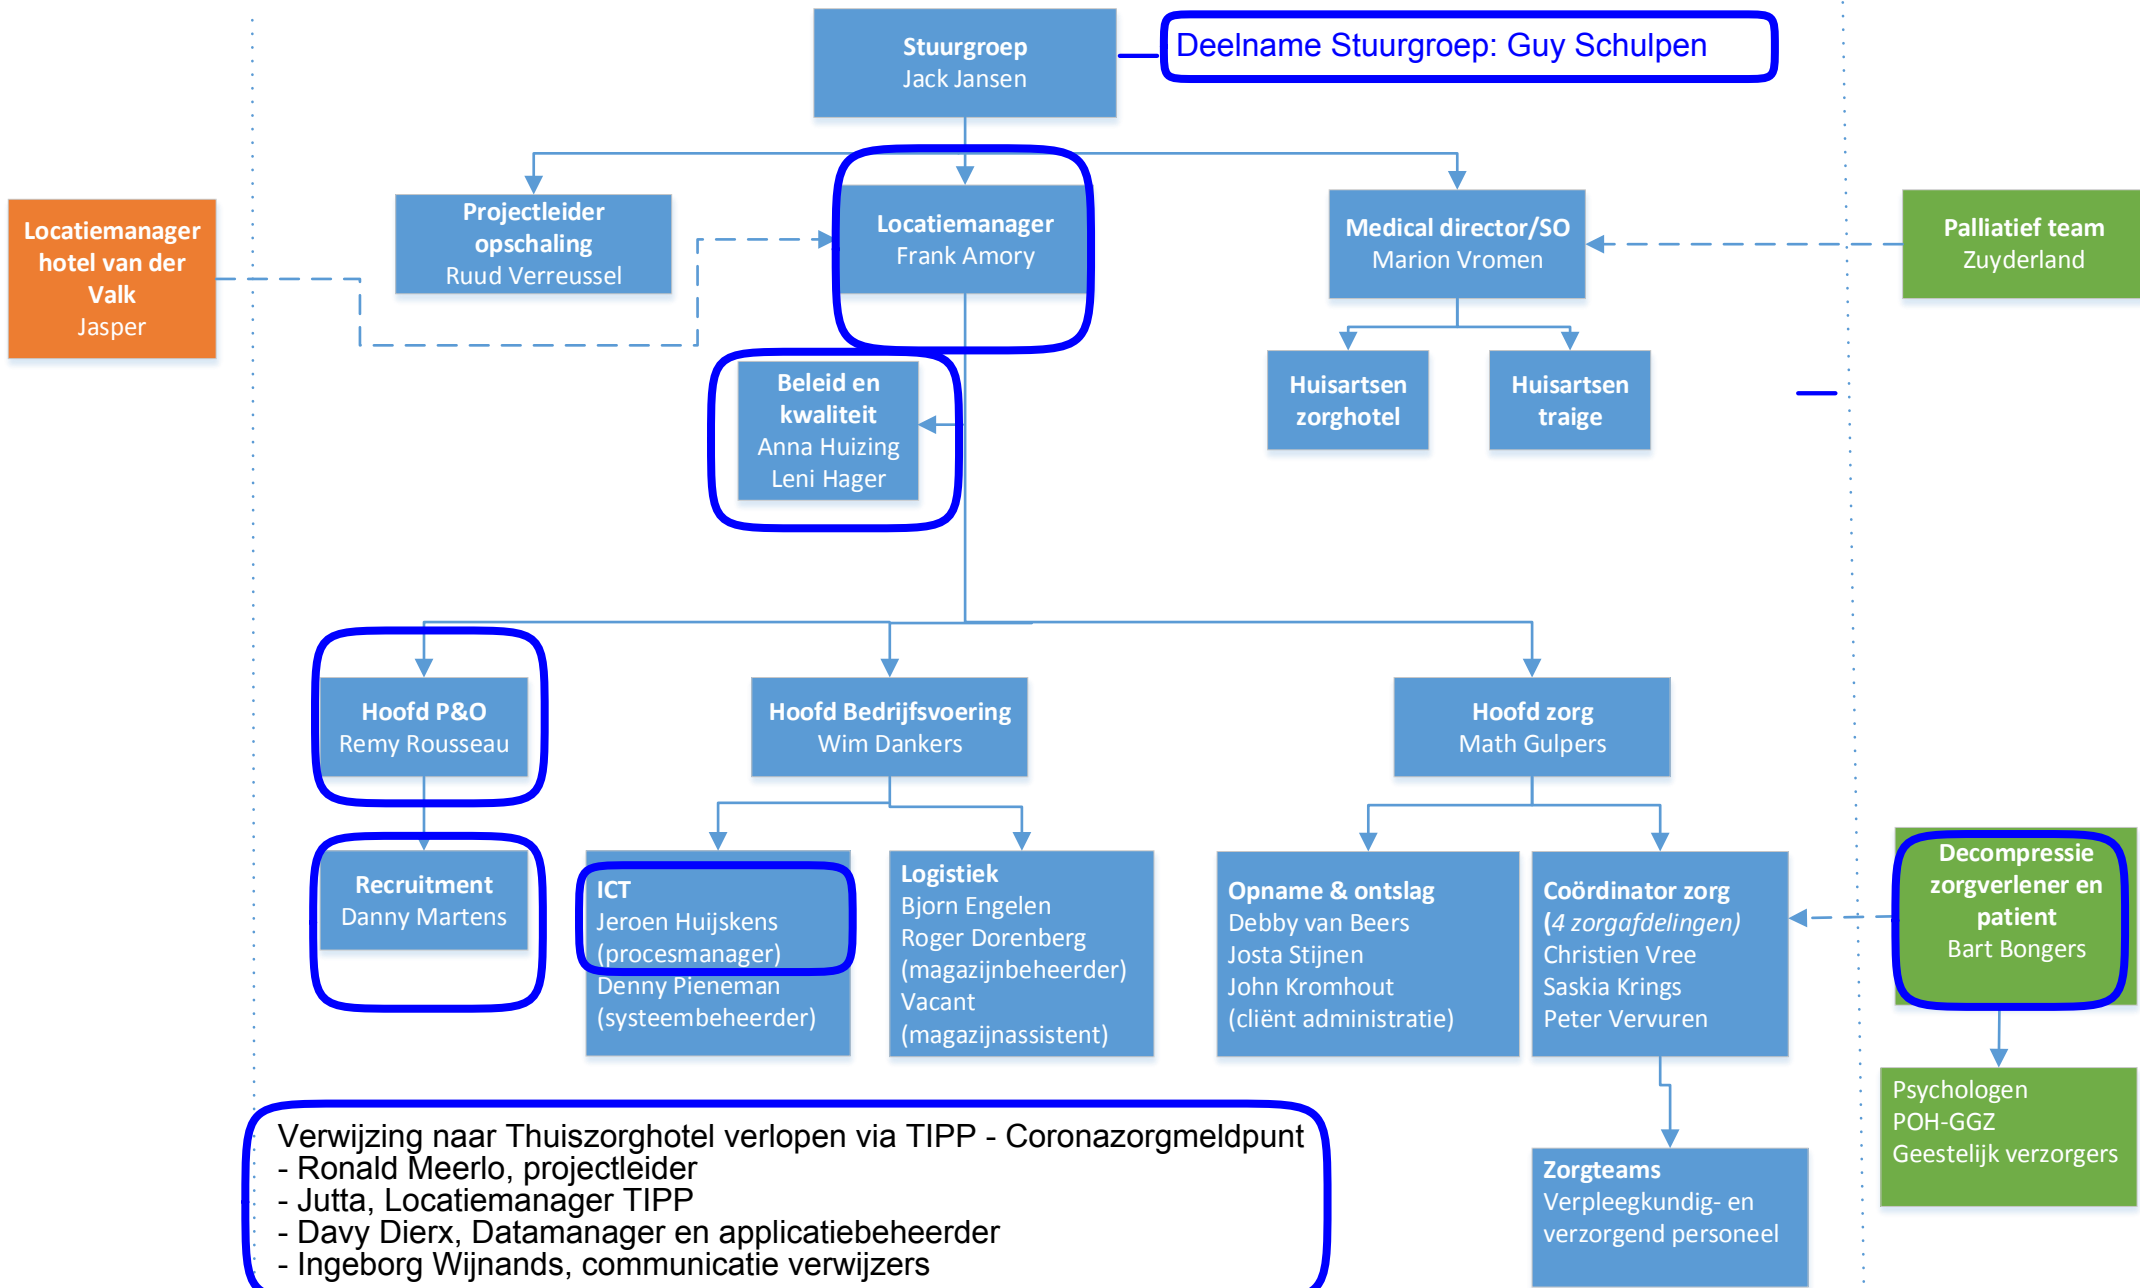 Stuurgroep
Jack Jansen
Deelname Stuurgroep: Guy Schulpen
Locatiemanager
hotel van der
Valk
Jasper
Projectleider
opschaling
Ruud Verreussel
Locatiemanager
Frank Amory
Medical director/SO
Marion Vromen
Palliatief team
Zuyderland
Beleid en
kwaliteit
Anna Huizing
Leni Hager
Huisartsen
zorghotel
Huisartsen
traige
Hoofd P&O
Remy Rousseau
Hoofd Bedrijfsvoering
Wim Dankers
Hoofd zorg
Math Gulpers
Recruitment
Danny Martens
ICT
Jeroen Huijskens
(procesmanager)
Denny Pieneman
(systeembeheerder)
Logistiek
Bjorn Engelen
Roger Dorenberg
(magazijnbeheerder)
Vacant
(magazijnassistent)
Opname & ontslag
Debby van Beers
Josta Stijnen
John Kromhout
(cliënt administratie)
Coördinator zorg
(4 zorgafdelingen)
Christien Vree
Saskia Krings
Peter Vervuren
Decompressie
zorgverlener en
patient
Bart Bongers
Psychologen
POH-GGZ
Geestelijk verzorgers
Zorgteams
Verpleegkundig- en
verzorgend personeel
Verwijzing naar Thuiszorghotel verlopen via TIPP - Coronazorgmeldpunt
- Ronald Meerlo, projectleider
- Jutta, Locatiemanager TIPP
- Davy Dierx, Datamanager en applicatiebeheerder
- Ingeborg Wijnands, communicatie verwijzers